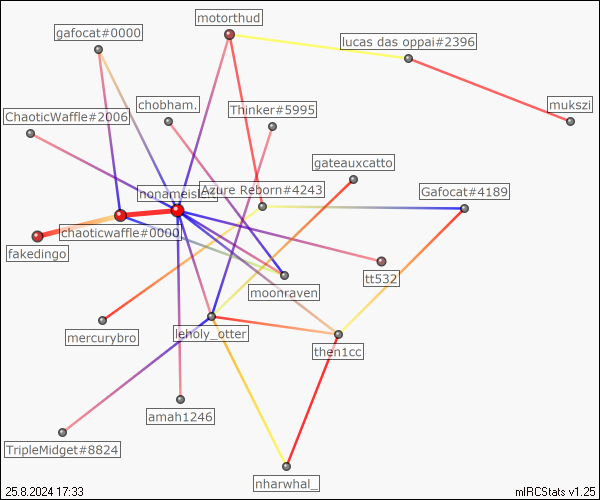 motorthud
gafocat#0000
lucas das oppai#2396
chobham.
Thinker#5995
mukszi
ChaoticWaffle#2006
gateauxcatto
Azure Reborn#4243
Gafocat#4189
chaoticwaffle#0000
fakedingo
tt532
moonraven
mercurybro
leholy_otter
then1cc
amah1246
TripleMidget#8824
nharwhal_
25.8.2024 17:33
mIRCStats v1.25